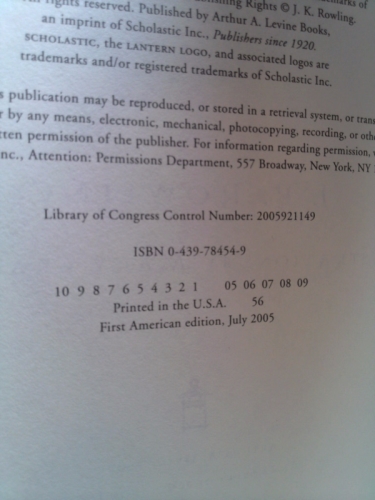 Rights © J. K. Rowling.
rights reserved. Published by Arthur A. Levine Books,
an imprint of Scholastic Inc., Publishers since 1920.
SCHOLASTIC, the LANTERN LOGO, and associated logos are
trademarks and/or registered trademarks of Scholastic Inc.
publication may be reproduced, or stored in a retrieval system, or
by any means, electronic, mechanical, photocopying, recording, or
permission of the publisher. For information regarding permission,
Attention: Permissions Department, 557 Broadway, New York, NY
Library of Congress Control Number: 2005921149
ISBN 0-439-78454-9
10 9 8 7 6 5 4 3 2 1 05 06 07 08 09
Printed in the U.S.A. 56
First American edition, July 2005